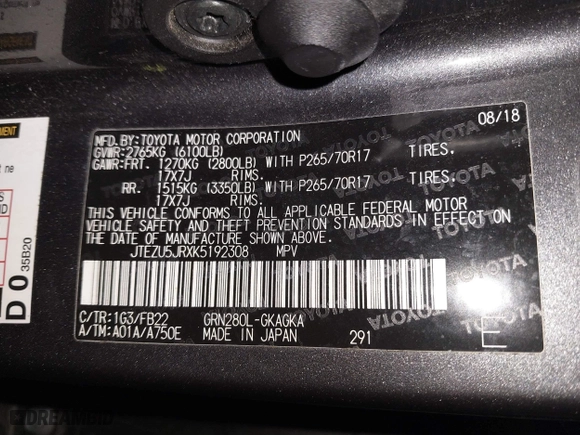 08/18
MFD.BY:TOYOTA MOTOR CORPORATION
GVWR:2765KG (6100LB)
GAWR:FRT. 1270KG (2800LB) WITH P265/70R17 TIRES.
17X7J RIMS.
RR. 1515KG (3350LB) WITH P265/70R17 TIRES.
17X7J RIMS.
THIS VEHICLE CONFORMS TO ALL APPLICABLE FEDERAL MOTOR
VEHICLE SAFETY AND THEFT PREVENTION STANDARDS IN EFFECT ON
THE DATE OF MANUFACTURE SHOWN ABOVE.
JTEZU5JRXK5192308 MPV
C/TR:1G3/FB22 GRN280L-GKAGKA
A/TM:A01A/A750E MADE IN JAPAN 291
D 0 35B20